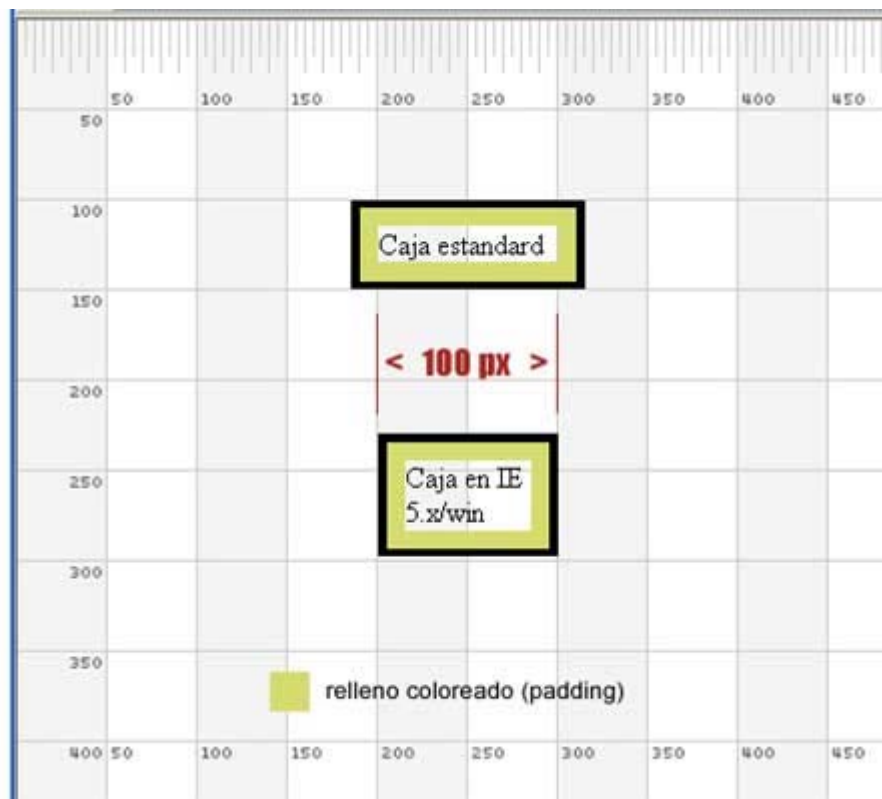 50 100 150 200 250 300 350 400 450
50
100
Caja estandard
150
< 100 px >
200
250
Caja en IE
5.x/win
300
350
relleno coloreado (padding)
400 50 100 150 200 250 300 350 400 450